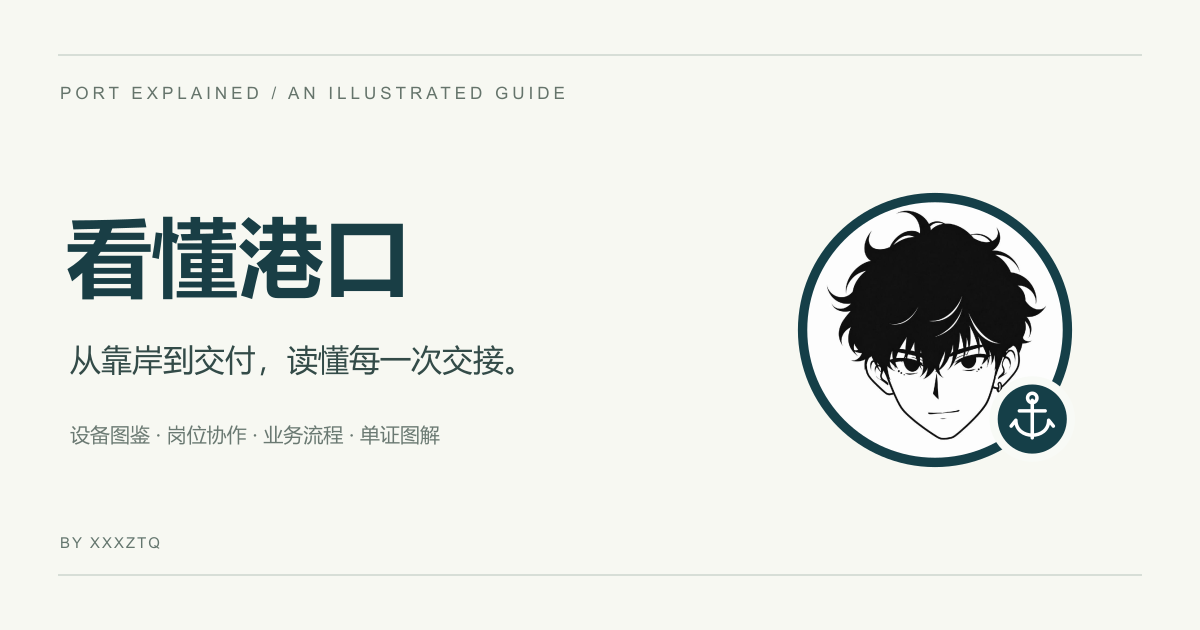 PORT EXPLAINED / AN ILLUSTRATED GUIDE
看懂港口
从靠岸到交付，读懂每一次交接。
设备图鉴 · 岗位协作 · 业务流程 · 单证图解
BY XXXZTQ